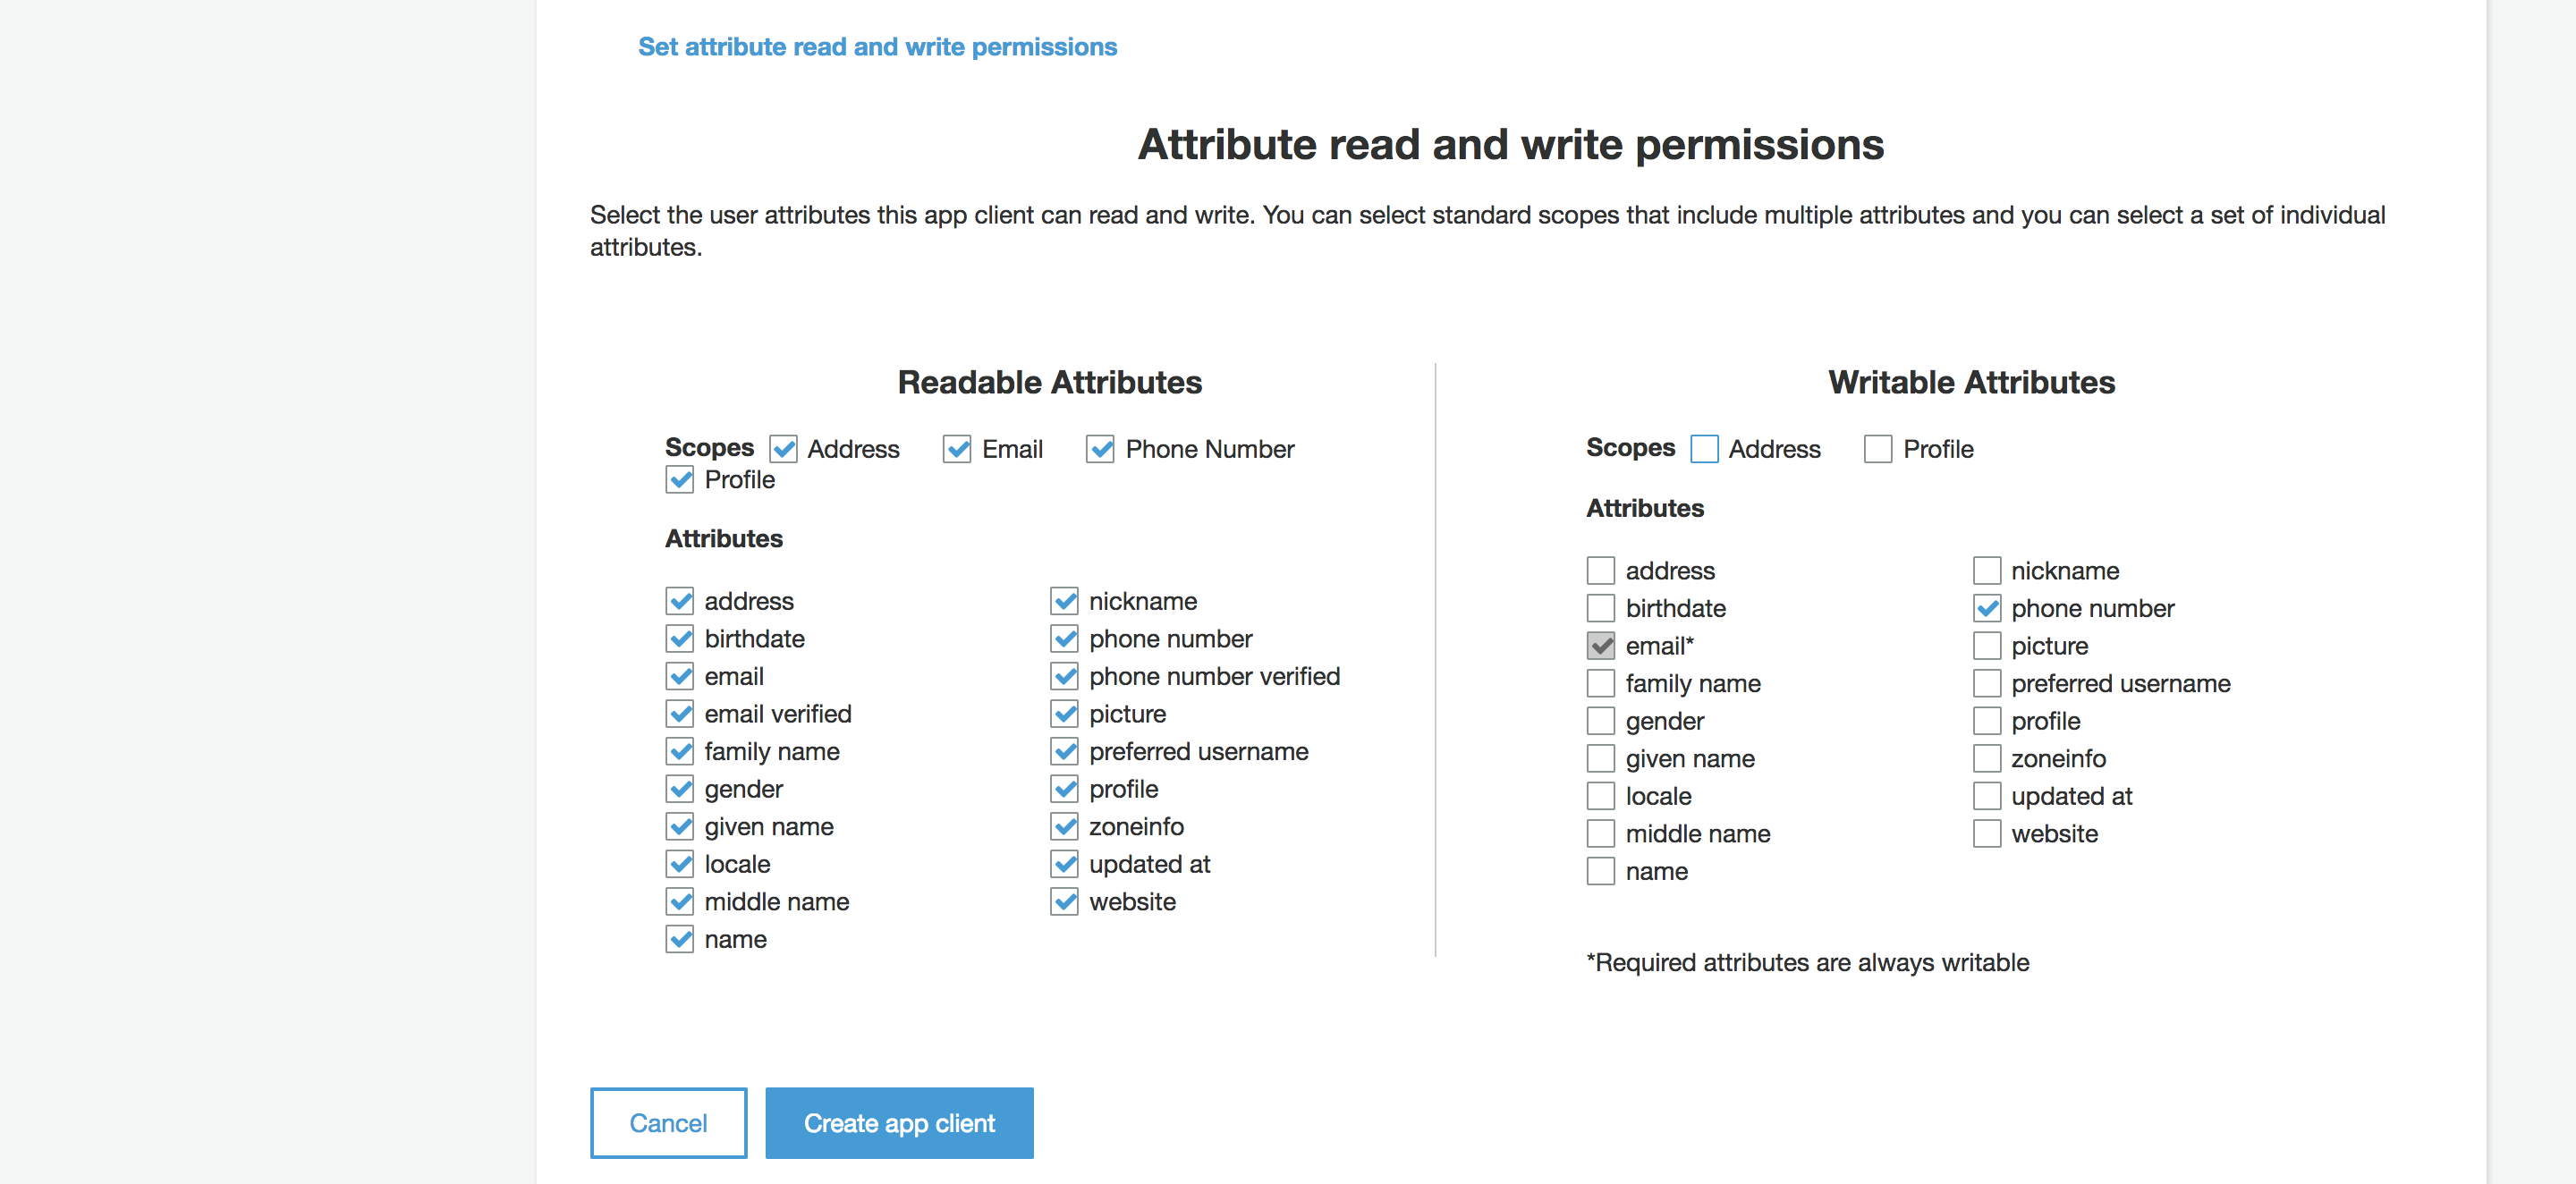 Set attribute read and write permissions
Attribute read and write permissions
Select the user attributes this app client can read and write. You can select standard scopes that include multiple attributes and you can select a set of individual
attributes.
Readable Attributes
Scopes Address Email Phone Number
Profile
Attributes
address
birthdate
email
email verified
family name
gender
given name
locale
middle name
name
nickname
phone number
phone number verified
picture
preferred username
profile
zoneinfo
updated at
website
Writable Attributes
Scopes Address Profile
Attributes
address
birthdate
email*
family name
gender
given name
locale
middle name
name
nickname
phone number
picture
preferred username
profile
zoneinfo
updated at
website
*Required attributes are always writable
Cancel
Create app client